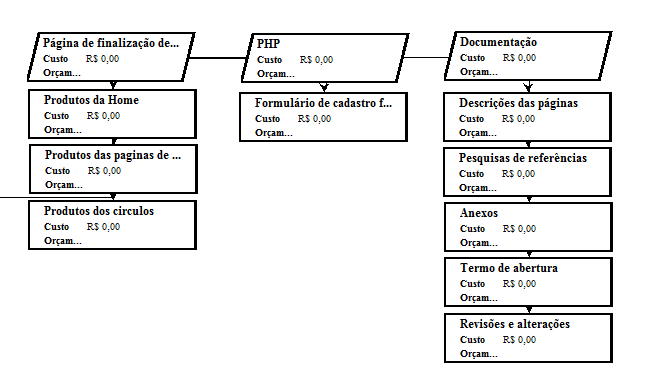 Página de finalização de...
Custo R$ 0,00
Orçam...
Produtos da Home
Custo R$ 0,00
Orçam...
Produtos das paginas de ...
Custo R$ 0,00
Orçam...
Produtos dos circulos
Custo R$ 0,00
Orçam...
PHP
Custo R$ 0,00
Orçam...
Formulário de cadastro f...
Custo R$ 0,00
Orçam...
Documentação
Custo R$ 0,00
Orçam...
Descrições das páginas
Custo R$ 0,00
Orçam...
Pesquisas de referências
Custo R$ 0,00
Orçam...
Anexos
Custo R$ 0,00
Orçam...
Termo de abertura
Custo R$ 0,00
Orçam...
Revisões e alterações
Custo R$ 0,00
Orçam...